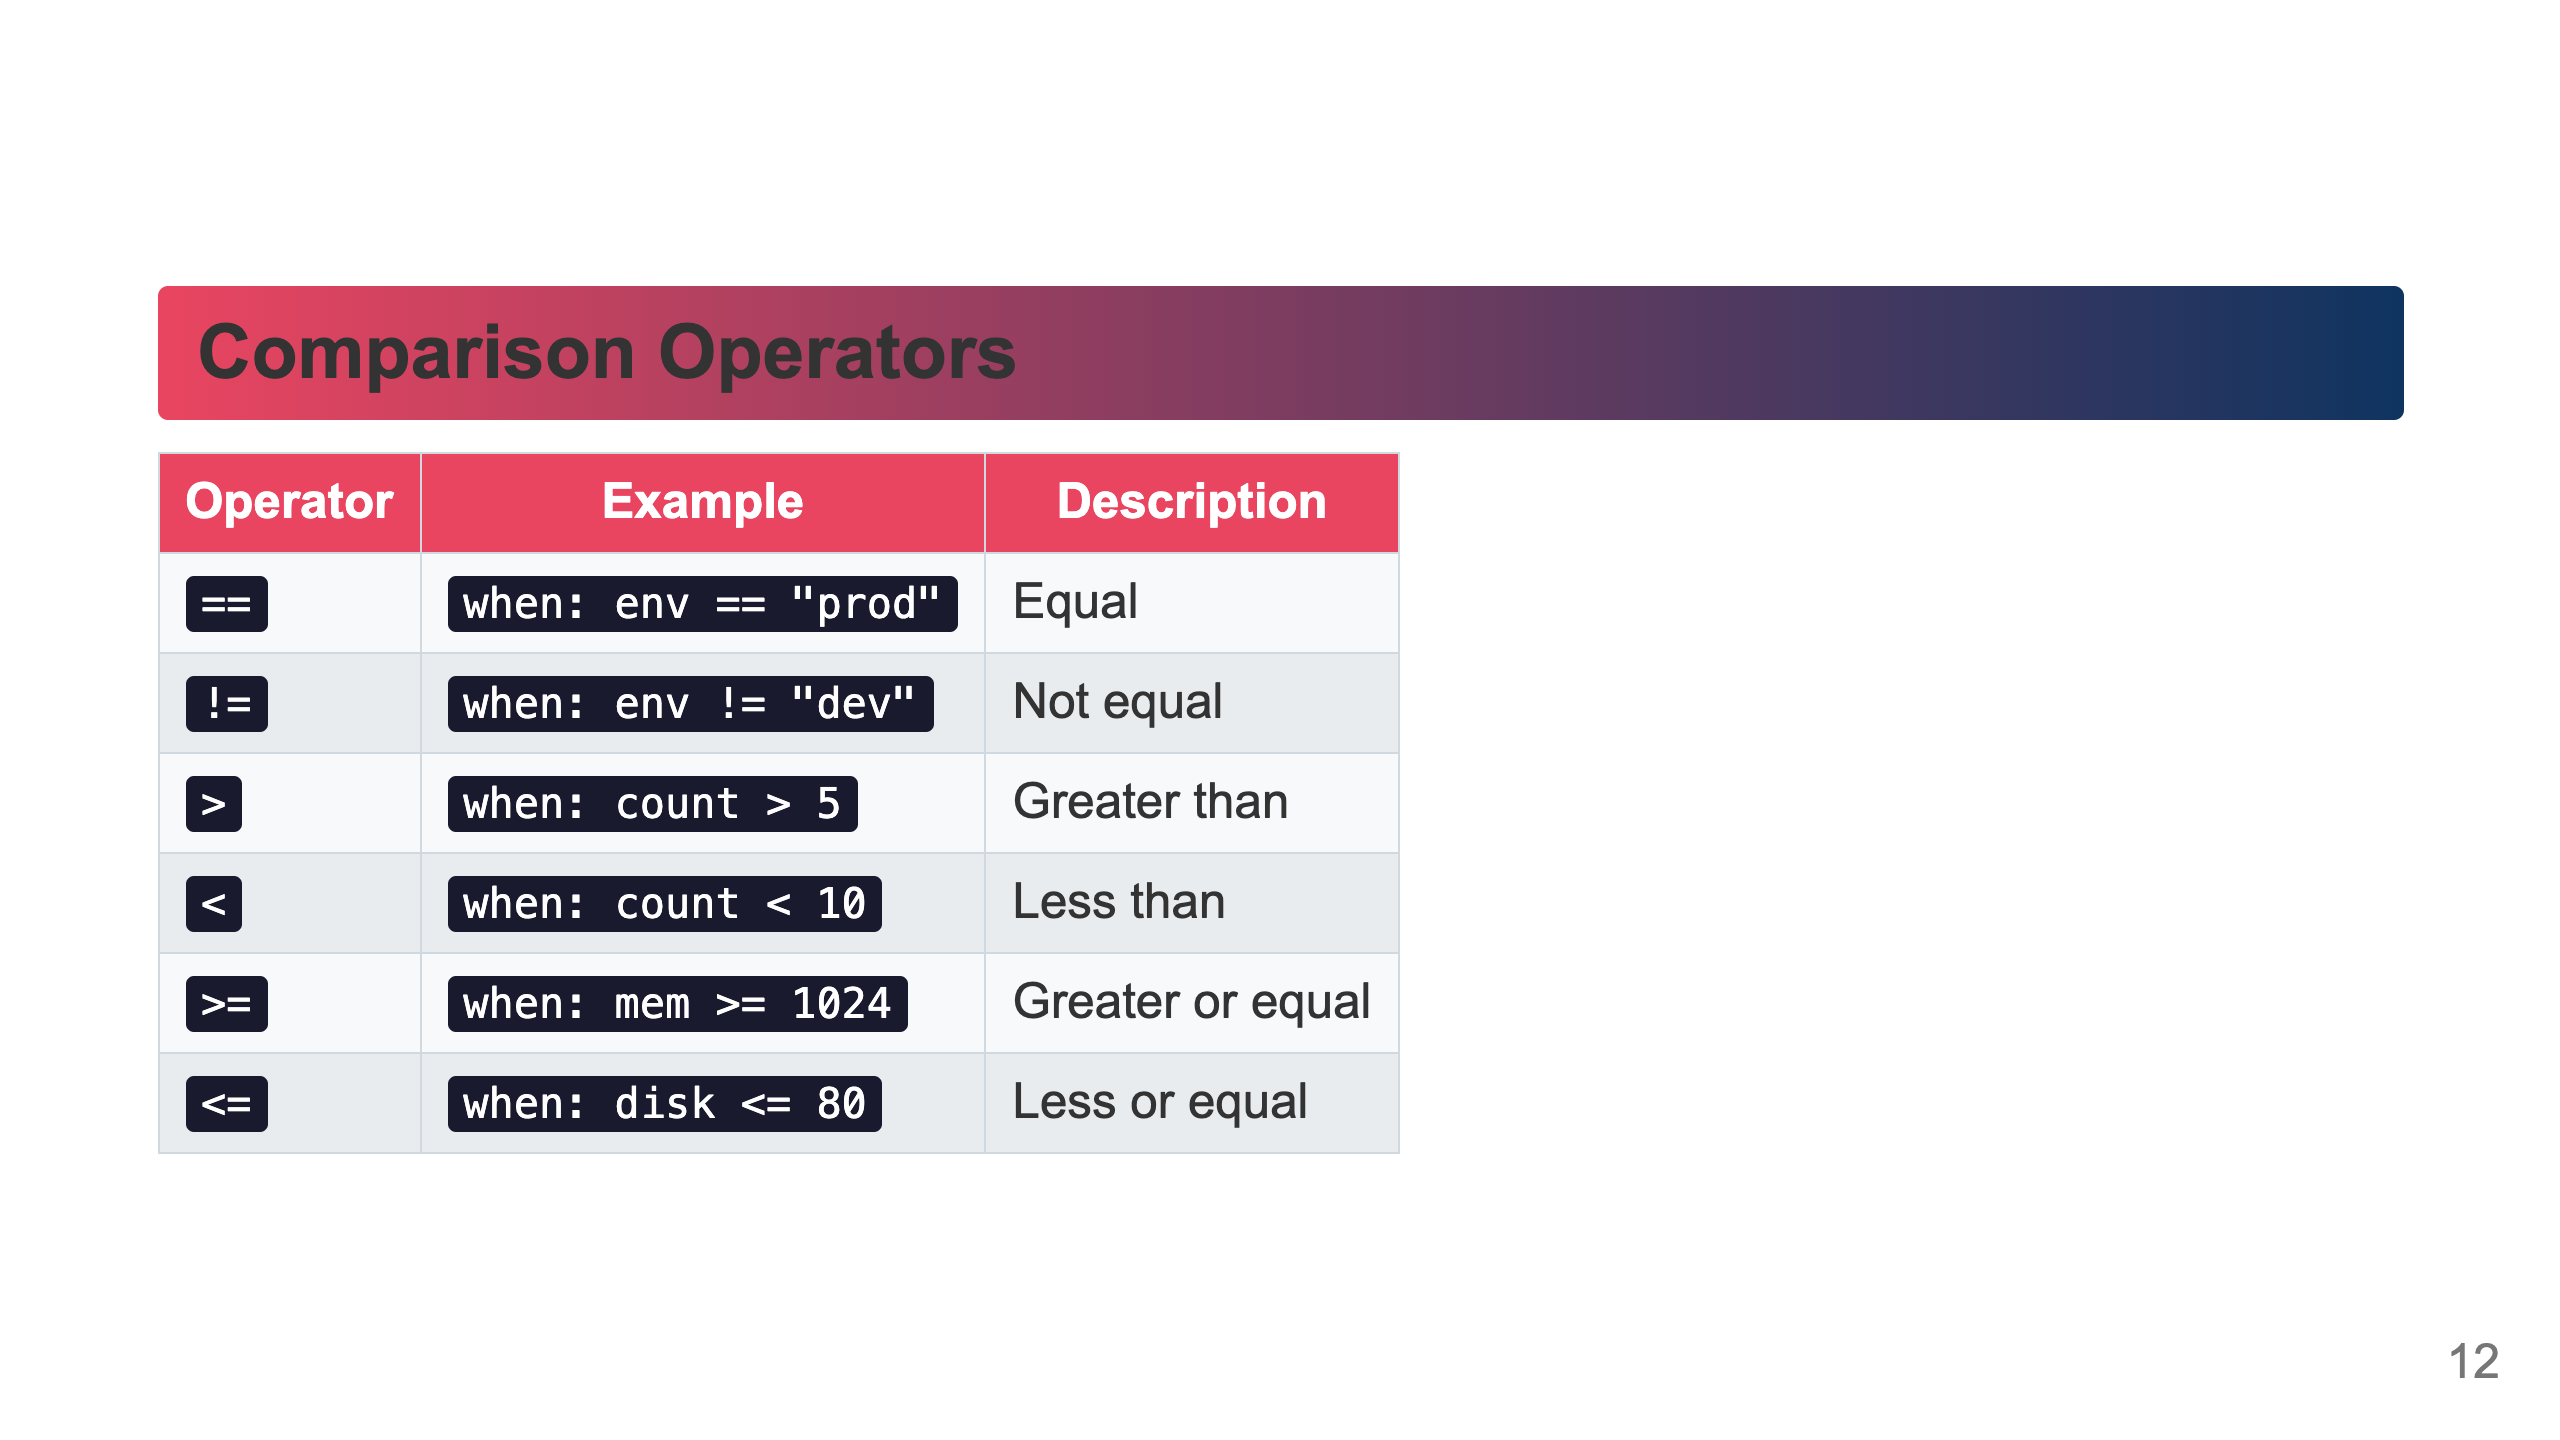 Comparison Operators
Operator Example Description
== when: env == "prod" Equal
!= when: env != "dev" Not equal
> when: count > 5 Greater than
< when: count < 10 Less than
>= when: mem >= 1024 Greater or equal
<= when: disk <= 80 Less or equal
12